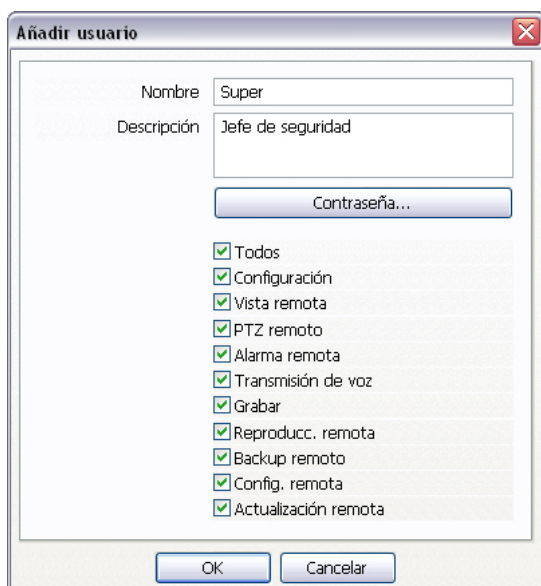 Añadir usuario
Nombre Super
Descripción Jefe de seguridad
Contraseña...
Todos
Configuración
Vista remota
PTZ remoto
Alarma remota
Transmisión de voz
Grabar
Reproducc. remota
Backup remoto
Config. remota
Actualización remota
OK Cancelar